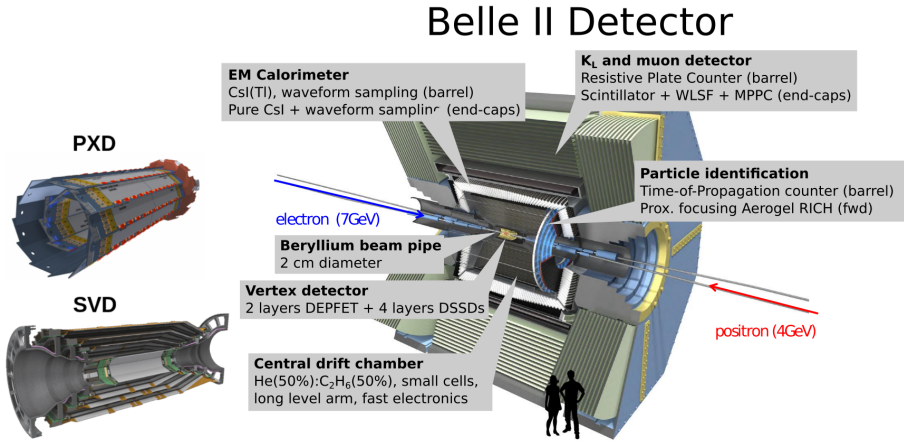 Belle II Detector
EM Calorimeter
CsI(Tl), waveform sampling (barrel)
Pure CsI + waveform sampling (end-caps)
K_L and muon detector
Resistive Plate Counter (barrel)
Scintillator + WLSF + MPPC (end-caps)
PXD
Particle identification
Time-of-Propagation counter (barrel)
Prox. focusing Aerogel RICH (fwd)
electron (7GeV)
Beryllium beam pipe
2 cm diameter
Vertex detector
2 layers DEPFET + 4 layers DSSDs
SVD
positron (4GeV)
Central drift chamber
He(50%):C₂H₆(50%), small cells,
long level arm, fast electronics